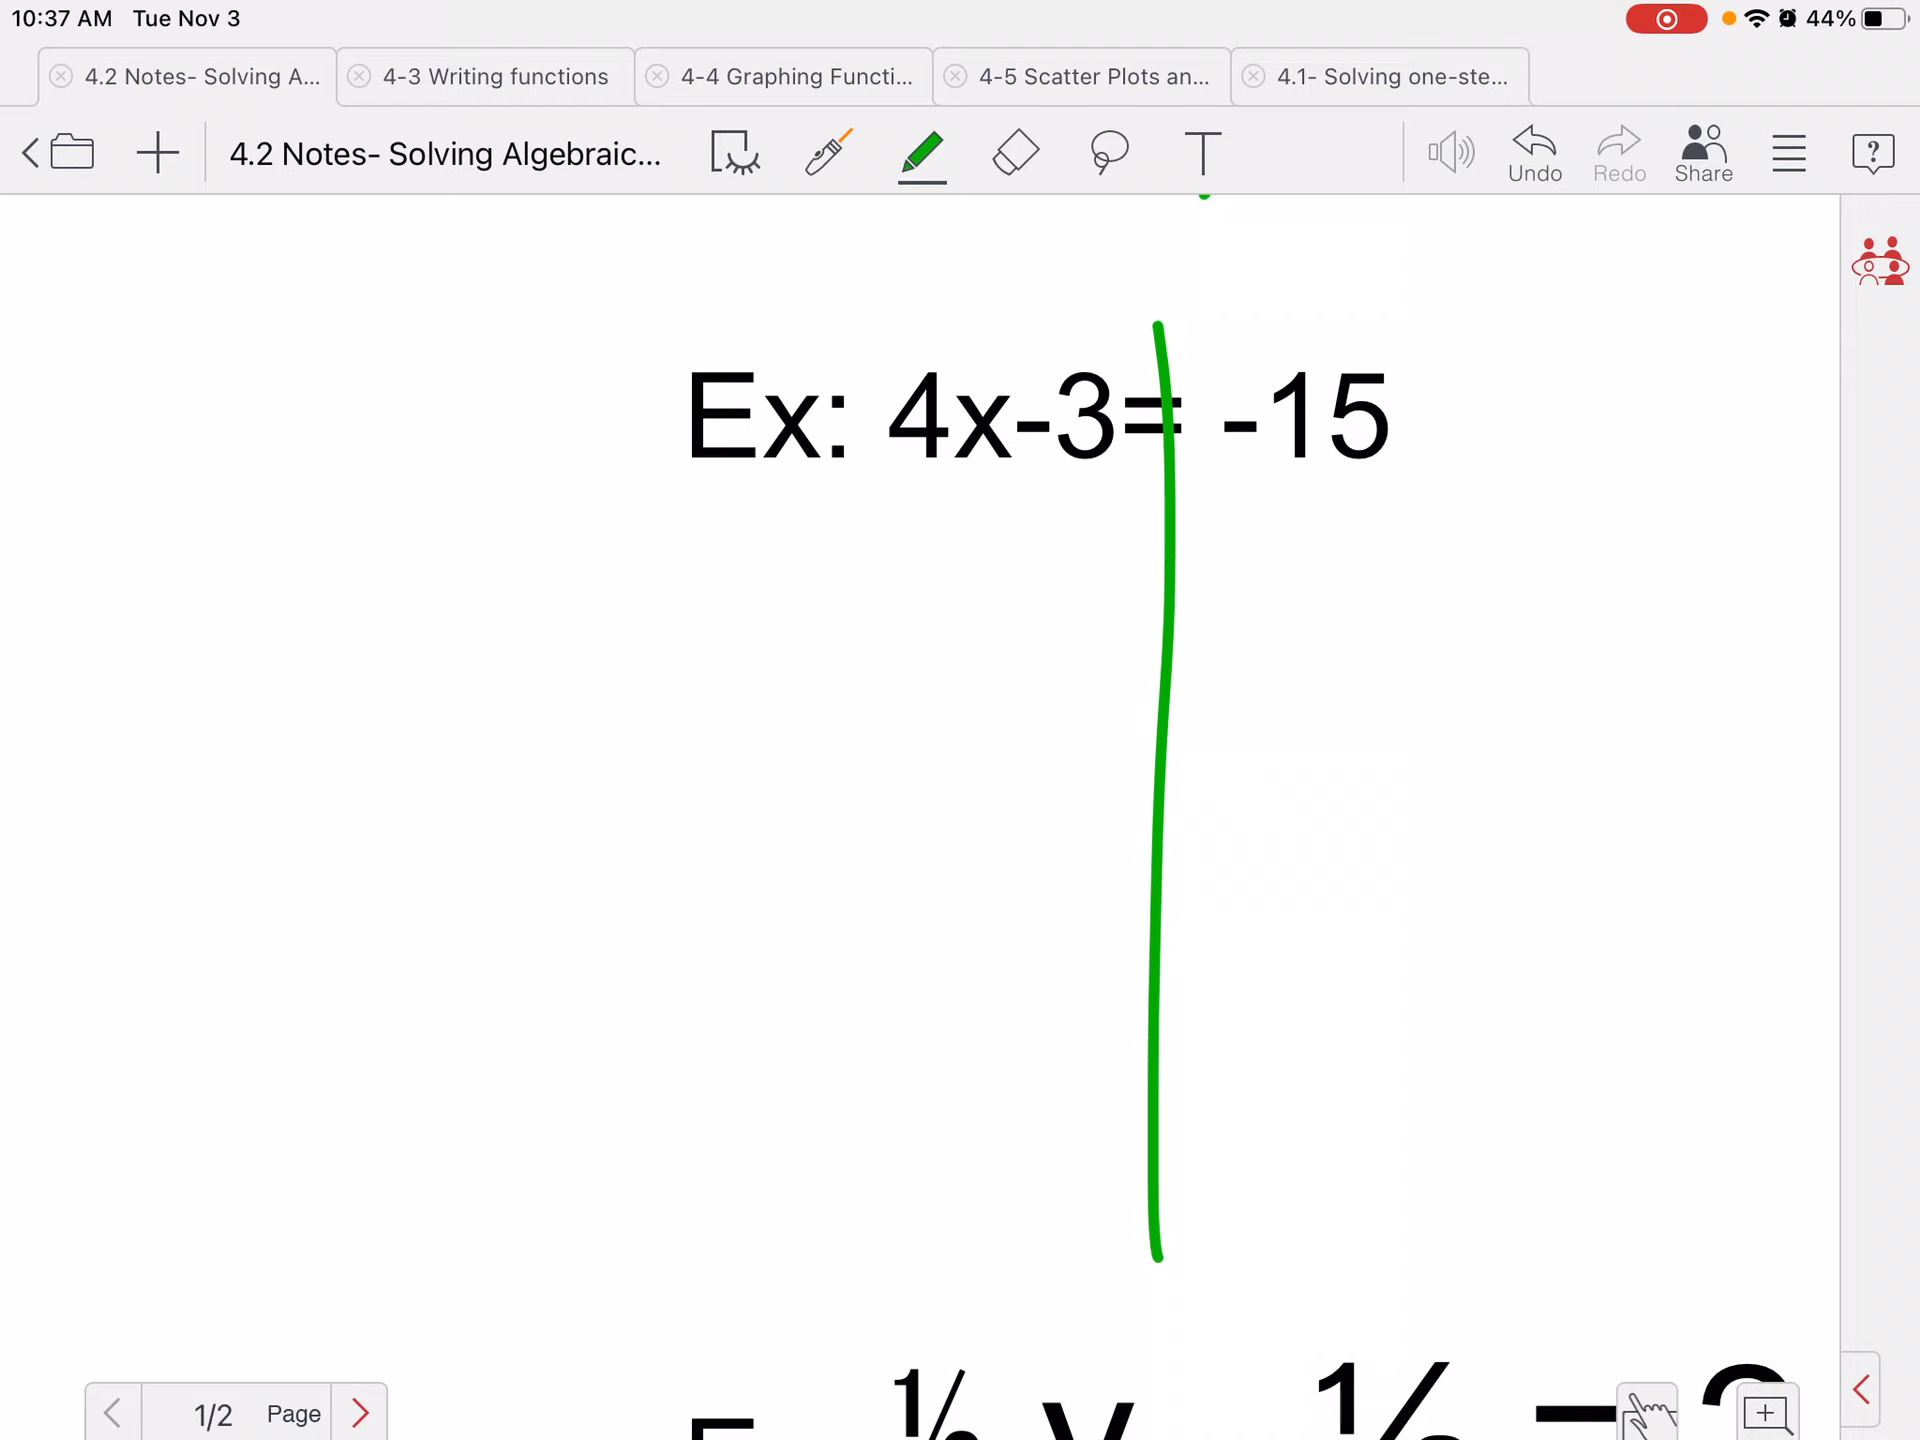 10:37 AM Tue Nov 3 44%
4.2 Notes- Solving A... 4-3 Writing functions 4-4 Graphing Functi... 4-5 Scatter Plots an... 4.1- Solving one-ste...
4.2 Notes- Solving Algebraic... T Undo Redo Share ?
Ex: 4x-3= -15
1/2 Page